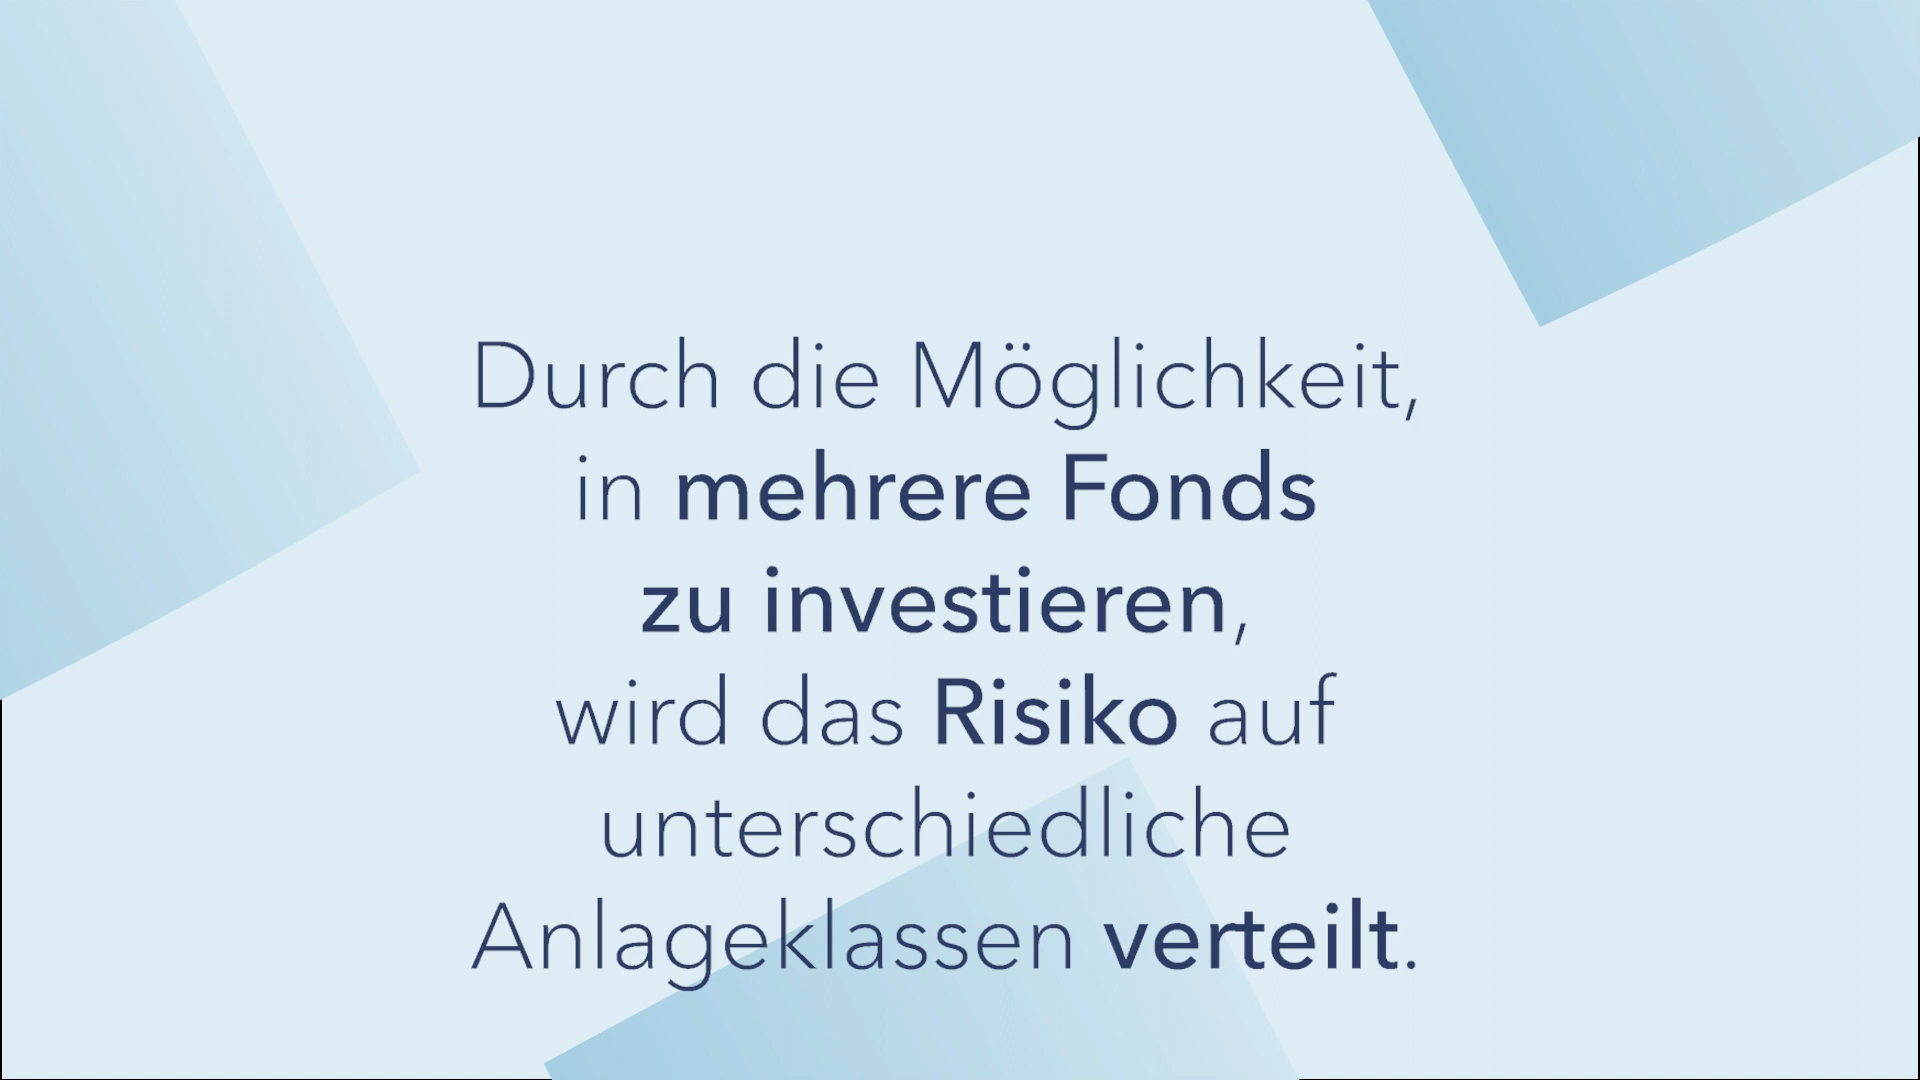 Durch die Möglichkeit,
in mehrere Fonds
zu investieren,
wird das Risiko auf
unterschiedliche
Anlageklassen verteilt.